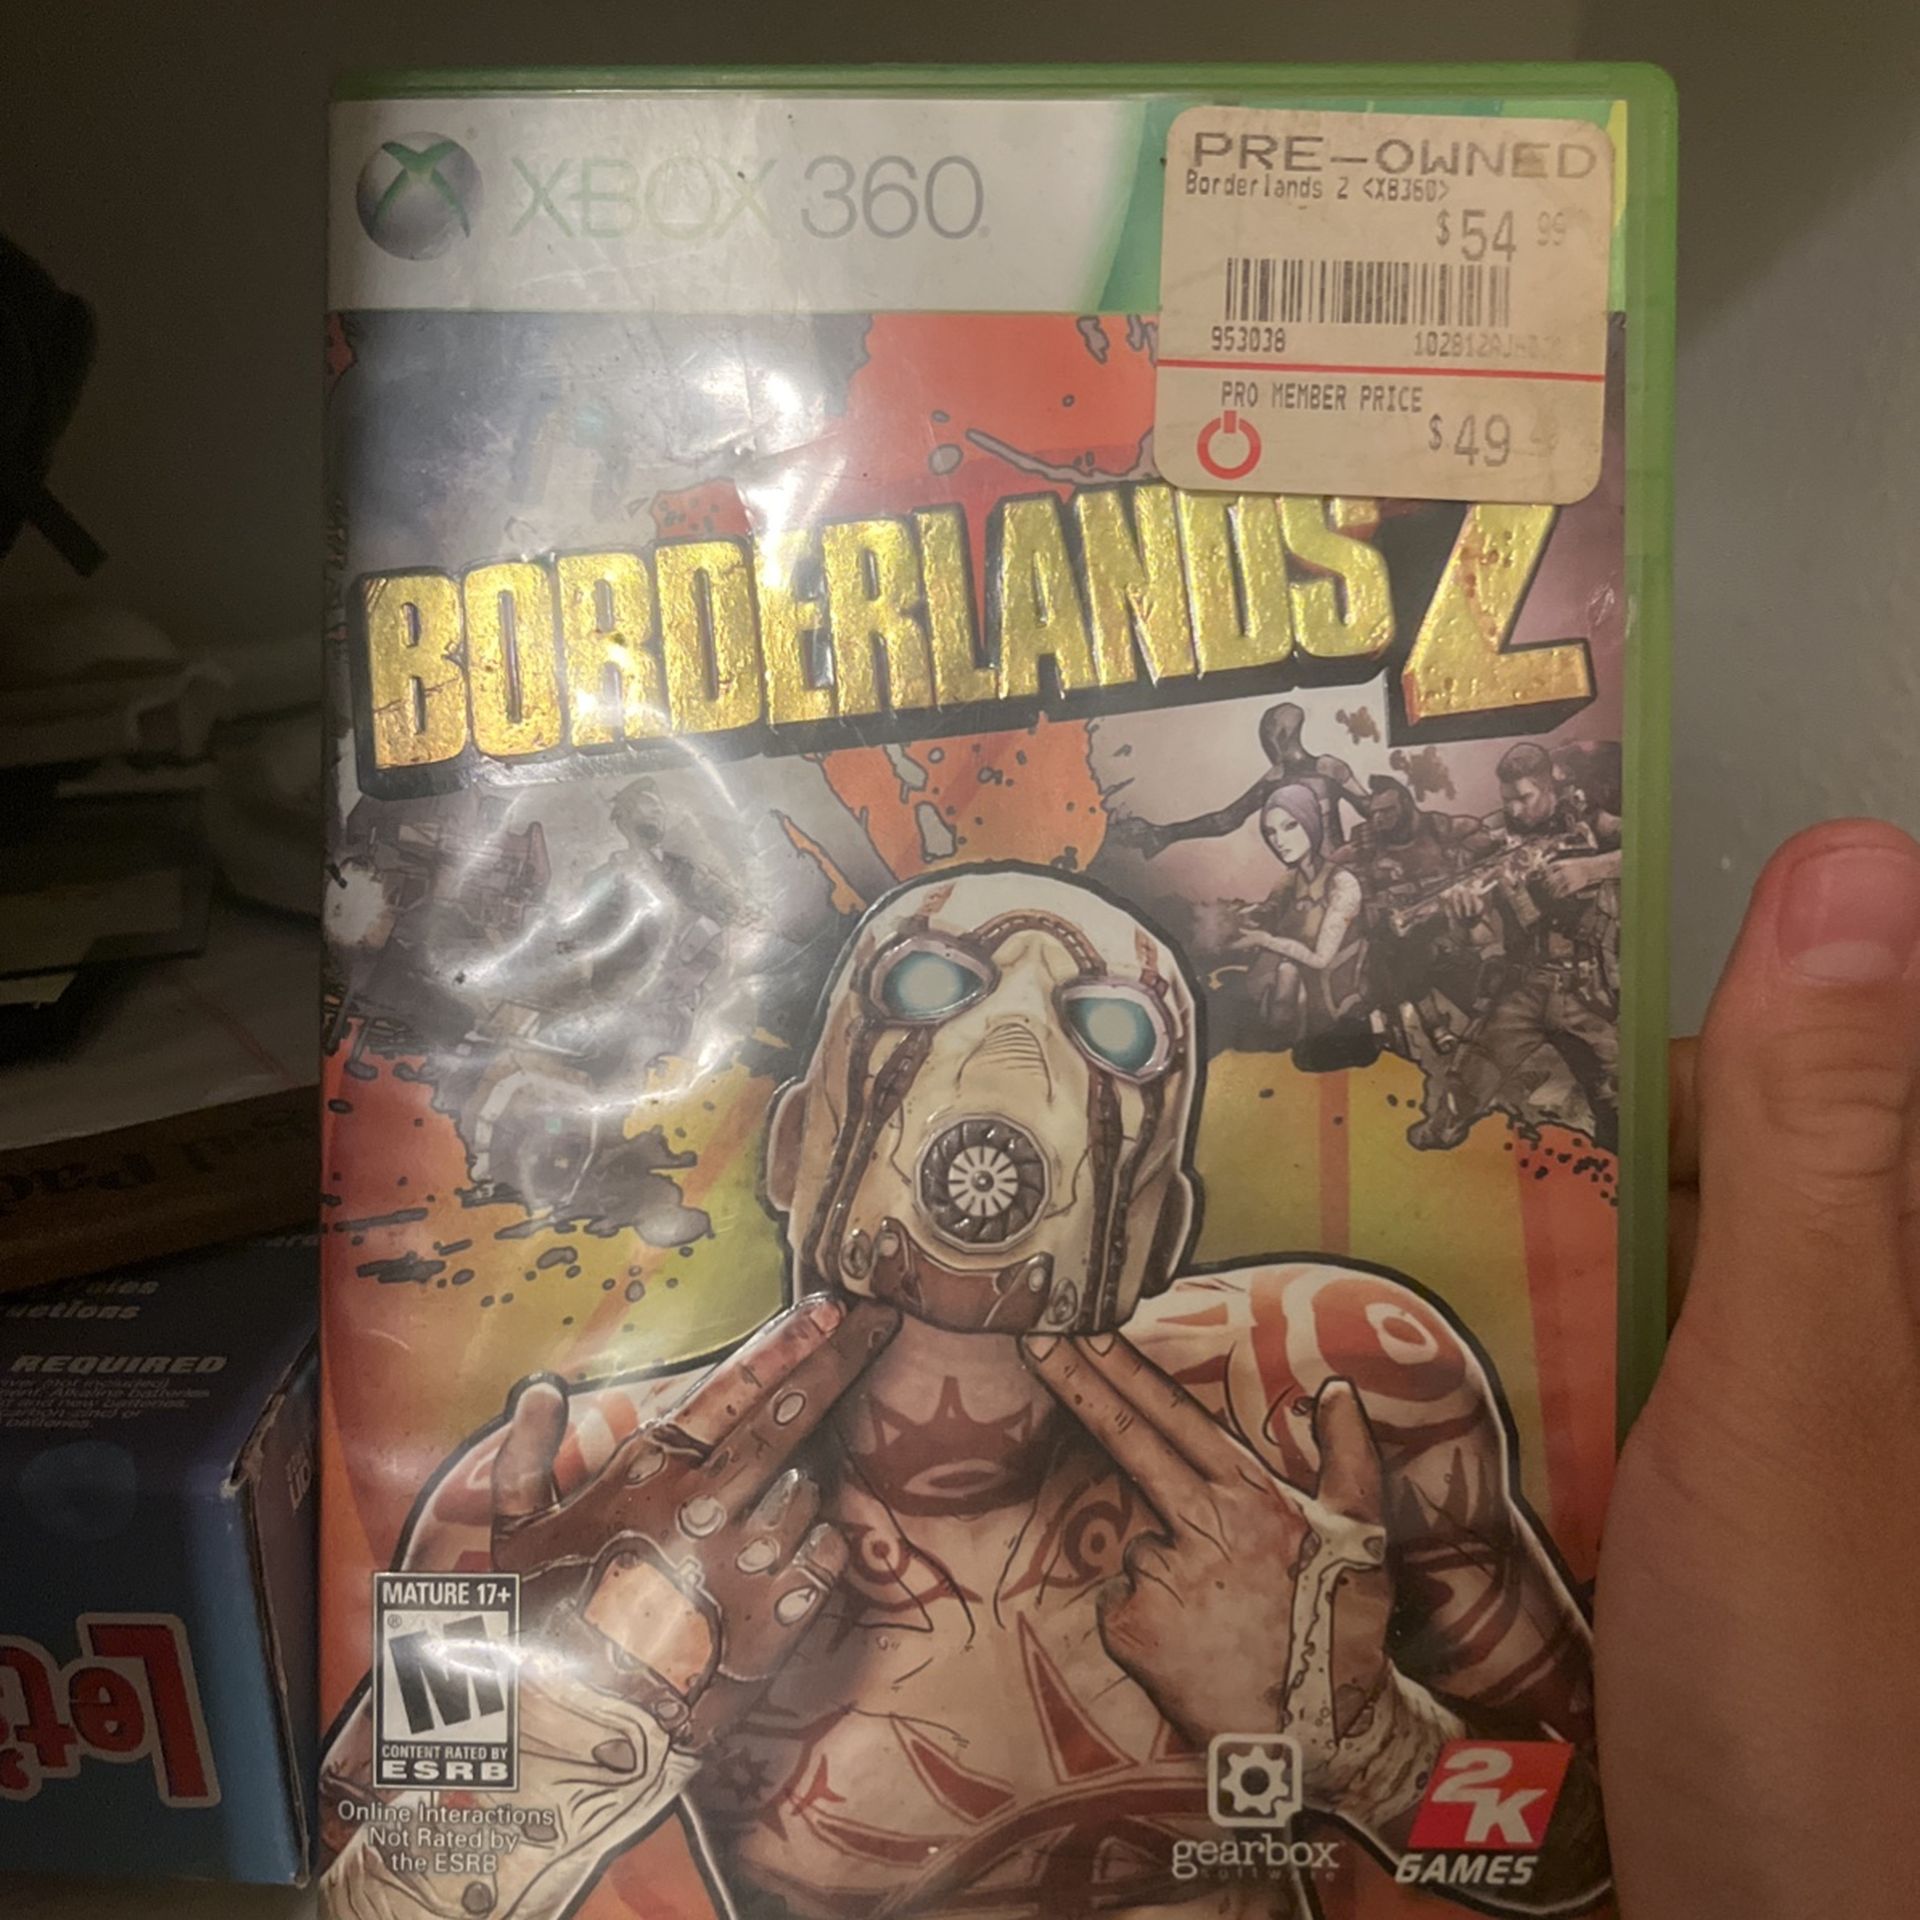 XBOX 360
PRE-OWNED
Borderlands 2 <XB360>
$54 99
953038
PRO MEMBER PRICE
$49
BORDERLANDS 2
REQUIRED
MATURE 17+
M
CONTENT RATED BY
ESRB
Online Interactions
Not Rated by
the ESRB
gearbox
software
2K
GAMES